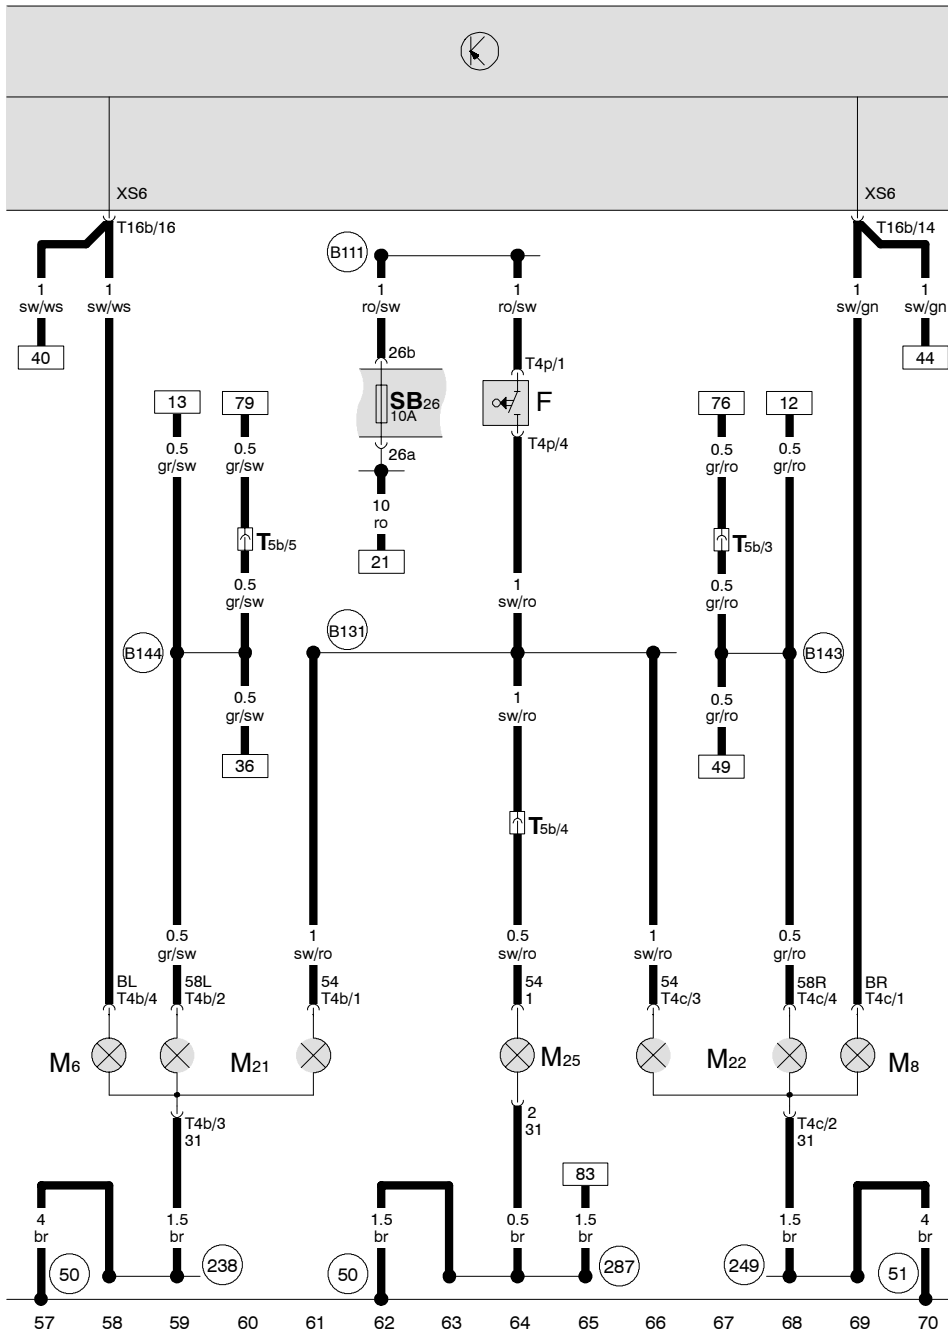 XS6
XS6
T16b/16
T16b/14
B111
1
sw/ws
1
sw/ws
1
ro/sw
1
ro/sw
1
sw/gn
1
sw/gn
40
26b
T4p/1
44
13
79
SB26
10A
F
76
12
0.5
gr/sw
0.5
gr/sw
26a
T4p/4
0.5
gr/ro
0.5
gr/ro
10
ro
T5b/5
21
T5b/3
0.5
gr/sw
1
sw/ro
0.5
gr/ro
B144
B131
B143
0.5
gr/sw
1
sw/ro
0.5
gr/ro
36
49
T5b/4
0.5
gr/sw
1
sw/ro
0.5
sw/ro
1
sw/ro
0.5
gr/ro
BL
T4b/4
58L
T4b/2
54
T4b/1
54
1
54
T4c/3
58R
T4c/4
BR
T4c/1
M6
M21
M25
M22
M8
T4b/3
31
2
31
T4c/2
31
83
4
br
1.5
br
1.5
br
0.5
br
1.5
br
1.5
br
4
br
50
238
50
287
249
51
57 58 59 60 61 62 63 64 65 66 67 68 69 70